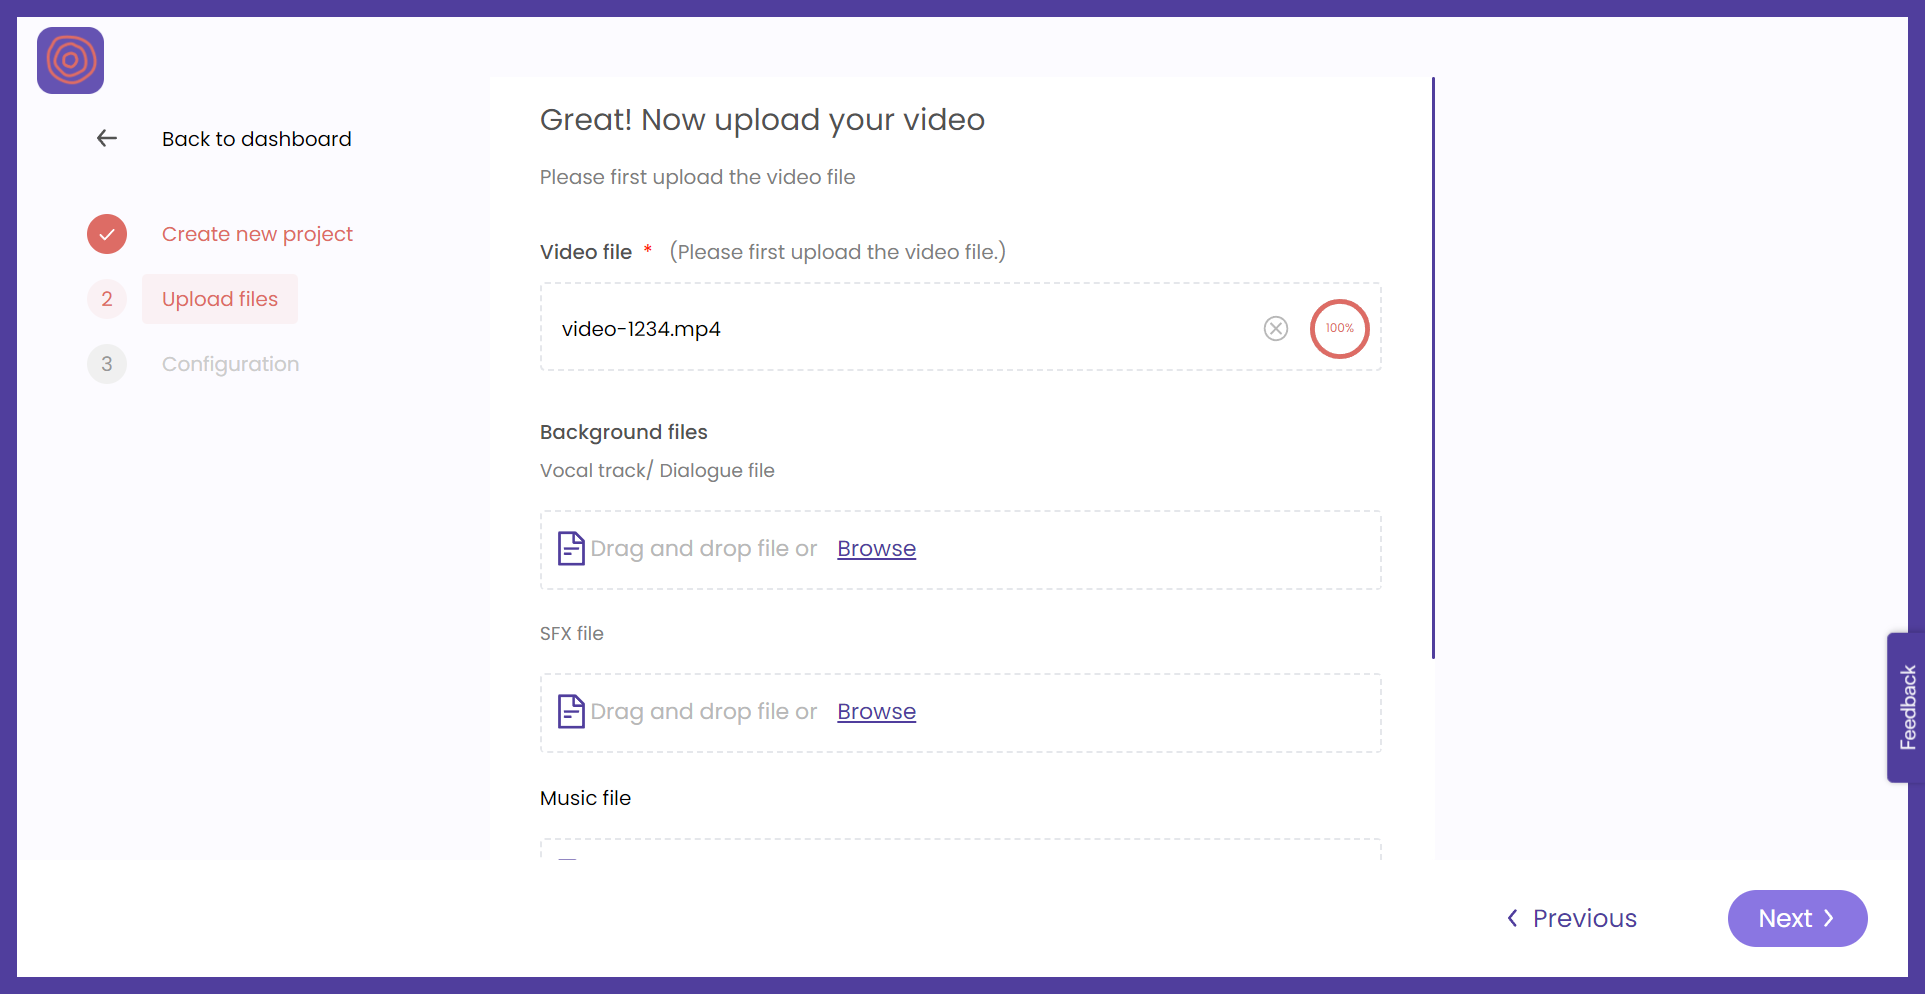 Back to dashboard
Create new project
2 Upload files
3 Configuration
Great! Now upload your video
Please first upload the video file
Video file * (Please first upload the video file.)
video-1234.mp4 100%
Background files
Vocal track/ Dialogue file
Drag and drop file or Browse
SFX file
Drag and drop file or Browse
Music file
Feedback
Previous
Next